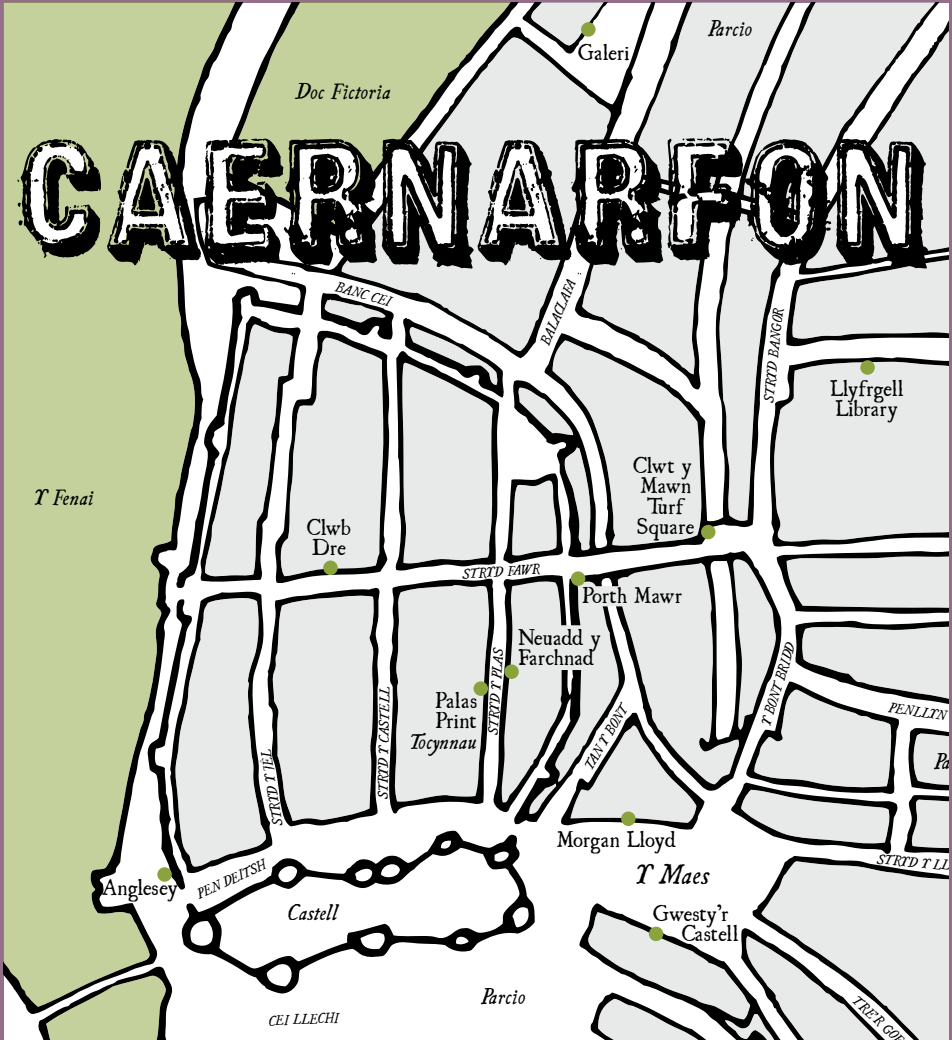 Parcio
Galeri
Doc Fictoria
CAERNARFON
BANC CEI
BALACLAFA
STRYD BANGOR
Llyfrgell
Library
Clwt y
Mawn
Turf
Square
Y Fenai
Clwb
Dre
STRYD FAWR
Porth Mawr
Neuadd y
Farchnad
STRYD Y PLAS
Palas
Print
Tocynnau
STRYD Y CASTELL
STRYD Y JEL
TAN Y BONT
Y BONT BRIDD
PENLLYN
Pa
Morgan Lloyd
STRYD Y LL
Y Maes
Anglesey
PEN DEITSH
Castell
Gwesty'r
Castell
Parcio
CEI LLECHI
TRE'R GOF